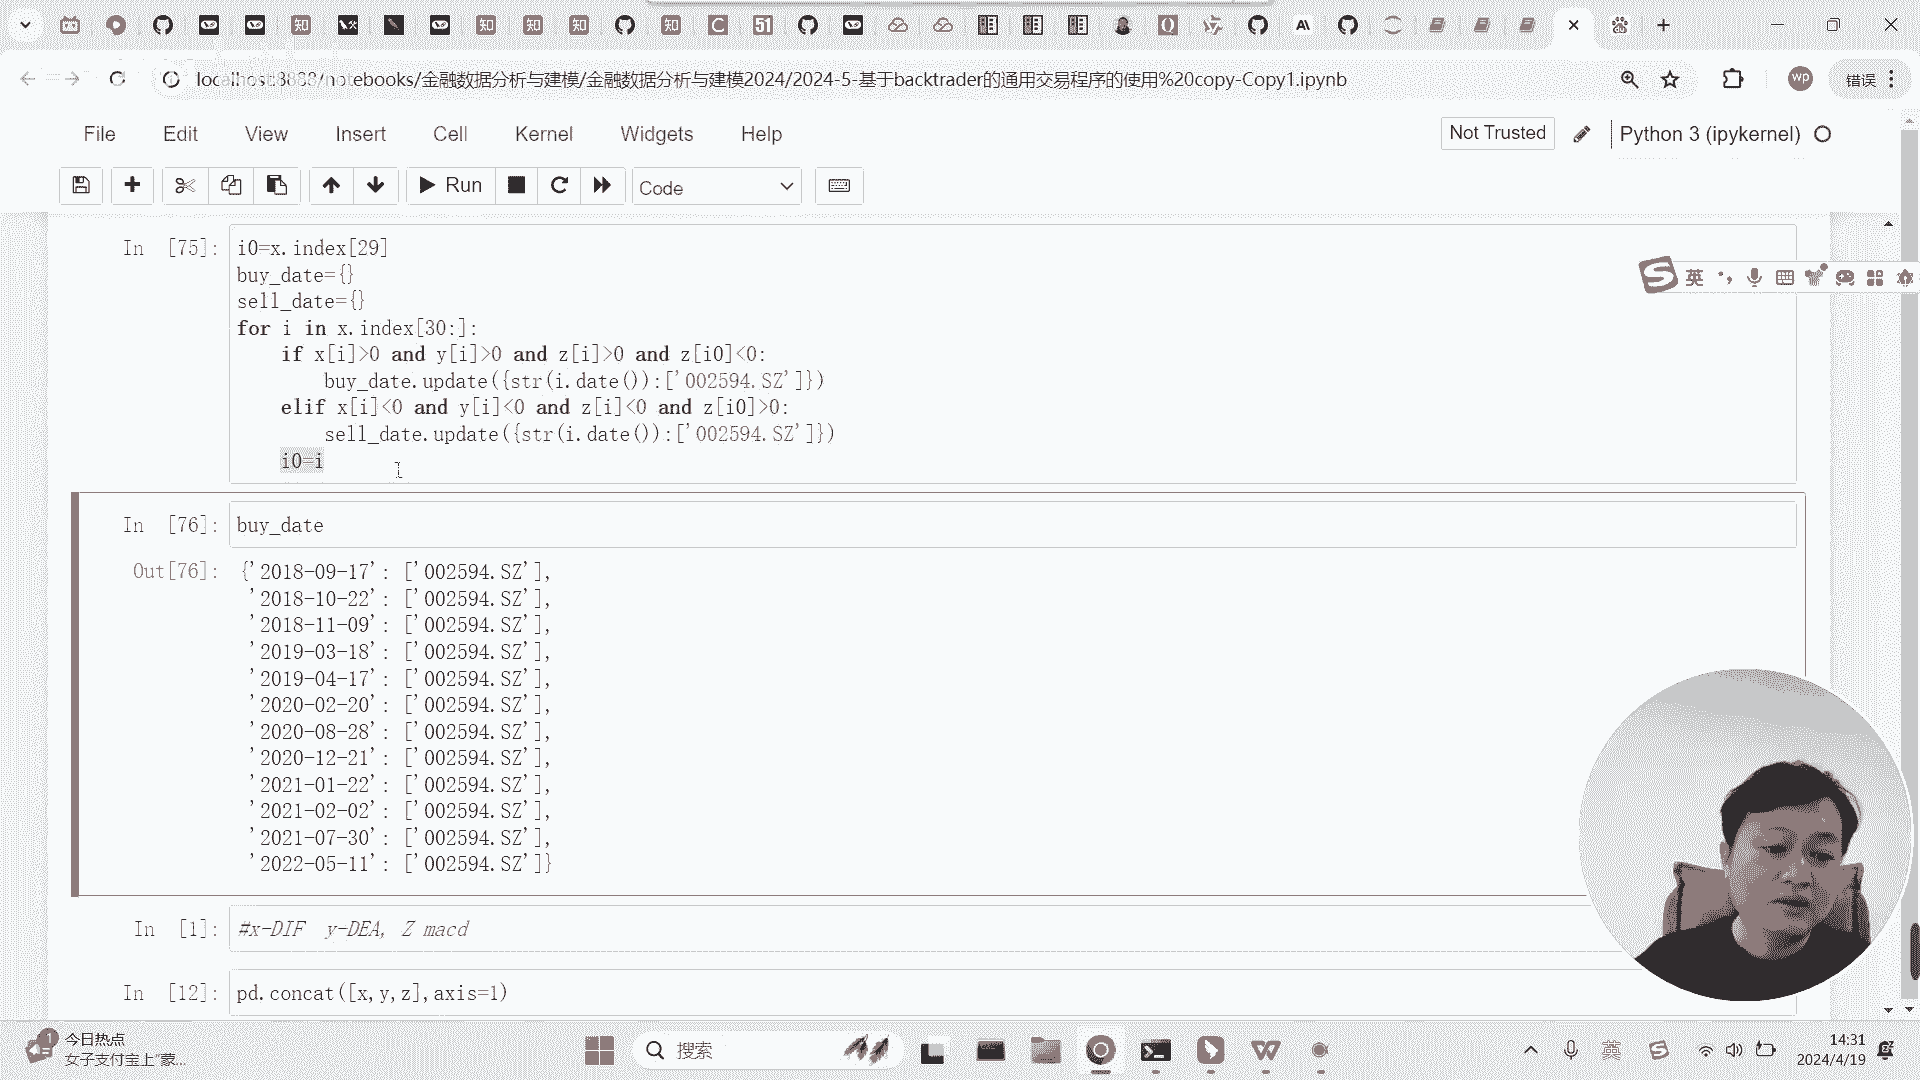 localhost:8888/notebooks/金融数据分析与建模/金融数据分析与建模2024/2024-5-基于backtrader的通用交易程序的使用%20copy-Copy1.ipynb
wp
错误
File Edit View Insert Cell Kernel Widgets Help
Not Trusted
Python 3 (ipykernel)
Run
Code
In [75]:
i0=x.index[29]
buy_date={}
sell_date={}
for i in x.index[30:]:
    if x[i]>0 and y[i]>0 and z[i]>0 and z[i0]<0:
        buy_date.update({str(i.date()):['002594.SZ']})
    elif x[i]<0 and y[i]<0 and z[i]<0 and z[i0]>0:
        sell_date.update({str(i.date()):['002594.SZ']})
    i0=i
英
In [76]:
buy_date
Out[76]:
{'2018-09-17': ['002594.SZ'],
 '2018-10-22': ['002594.SZ'],
 '2018-11-09': ['002594.SZ'],
 '2019-03-18': ['002594.SZ'],
 '2019-04-17': ['002594.SZ'],
 '2020-02-20': ['002594.SZ'],
 '2020-08-28': ['002594.SZ'],
 '2020-12-21': ['002594.SZ'],
 '2021-01-22': ['002594.SZ'],
 '2021-02-02': ['002594.SZ'],
 '2021-07-30': ['002594.SZ'],
 '2022-05-11': ['002594.SZ']}
In [1]:
#x-DIF  y-DEA, Z macd
In [12]:
pd.concat([x,y,z],axis=1)
1
今日热点
女子支付宝上"蒙...
搜索
英
14:31
2024/4/19